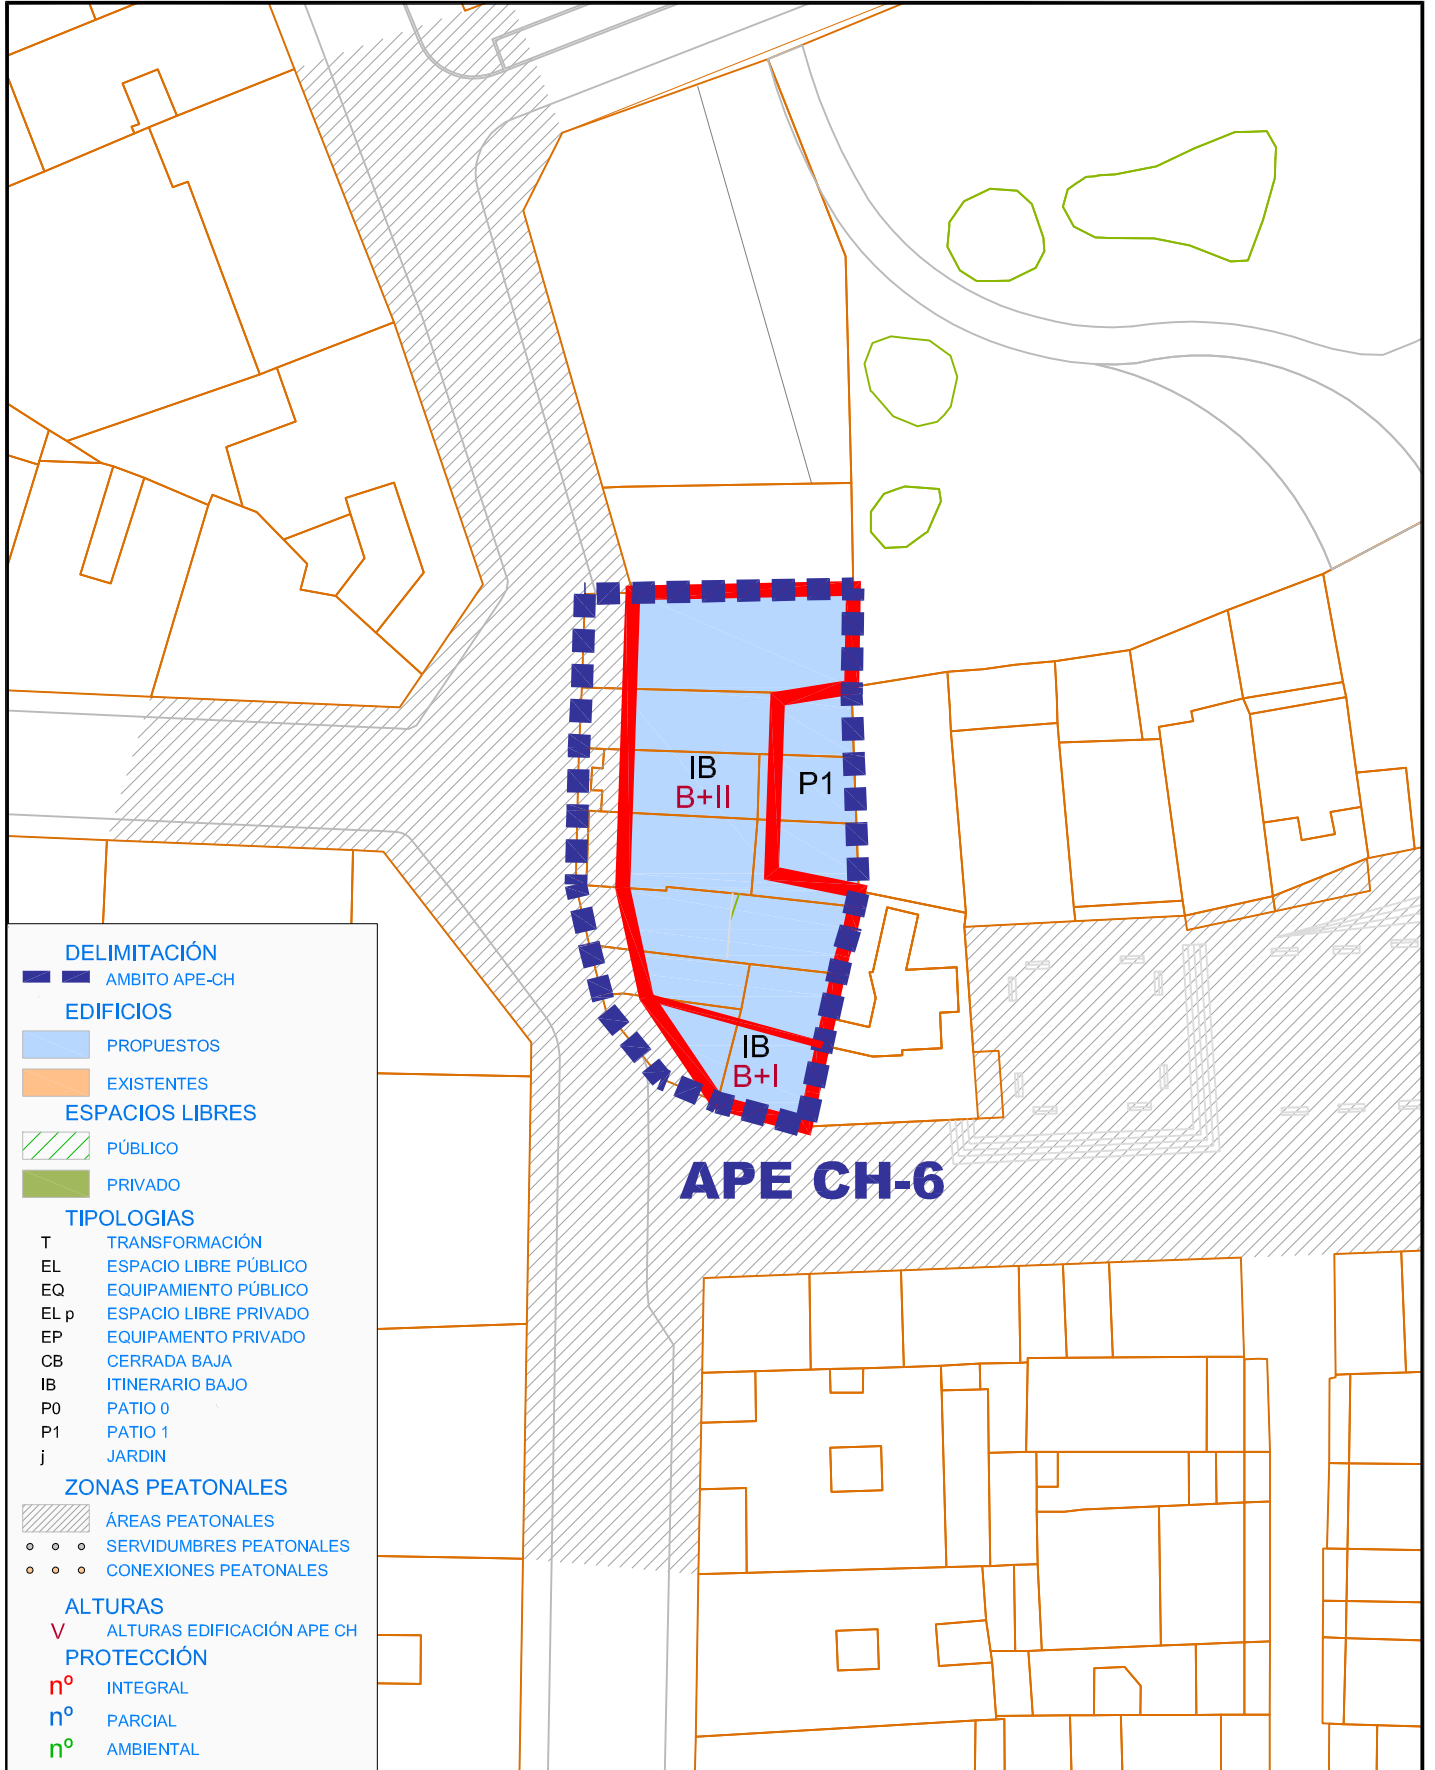 IB
B+II
P1
IB
B+I
APE CH-6
DELIMITACIÓN
AMBITO APE-CH
EDIFICIOS
PROPUESTOS
EXISTENTES
ESPACIOS LIBRES
PÚBLICO
PRIVADO
TIPOLOGIAS
T TRANSFORMACIÓN
EL ESPACIO LIBRE PÚBLICO
EQ EQUIPAMIENTO PÚBLICO
EL p ESPACIO LIBRE PRIVADO
EP EQUIPAMENTO PRIVADO
CB CERRADA BAJA
IB ITINERARIO BAJO
P0 PATIO 0
P1 PATIO 1
j JARDIN
ZONAS PEATONALES
ÁREAS PEATONALES
SERVIDUMBRES PEATONALES
CONEXIONES PEATONALES
ALTURAS
V ALTURAS EDIFICACIÓN APE CH
PROTECCIÓN
nº INTEGRAL
nº PARCIAL
nº AMBIENTAL